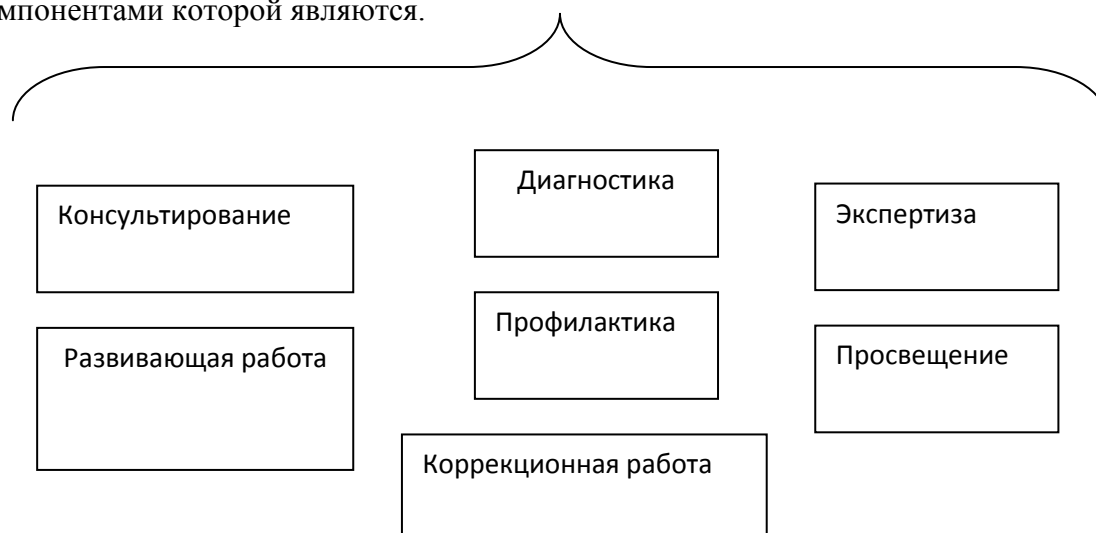 мпонентами которой являются.
Диагностика
Консультирование
Экспертиза
Профилактика
Развивающая работа
Просвещение
Коррекционная работа